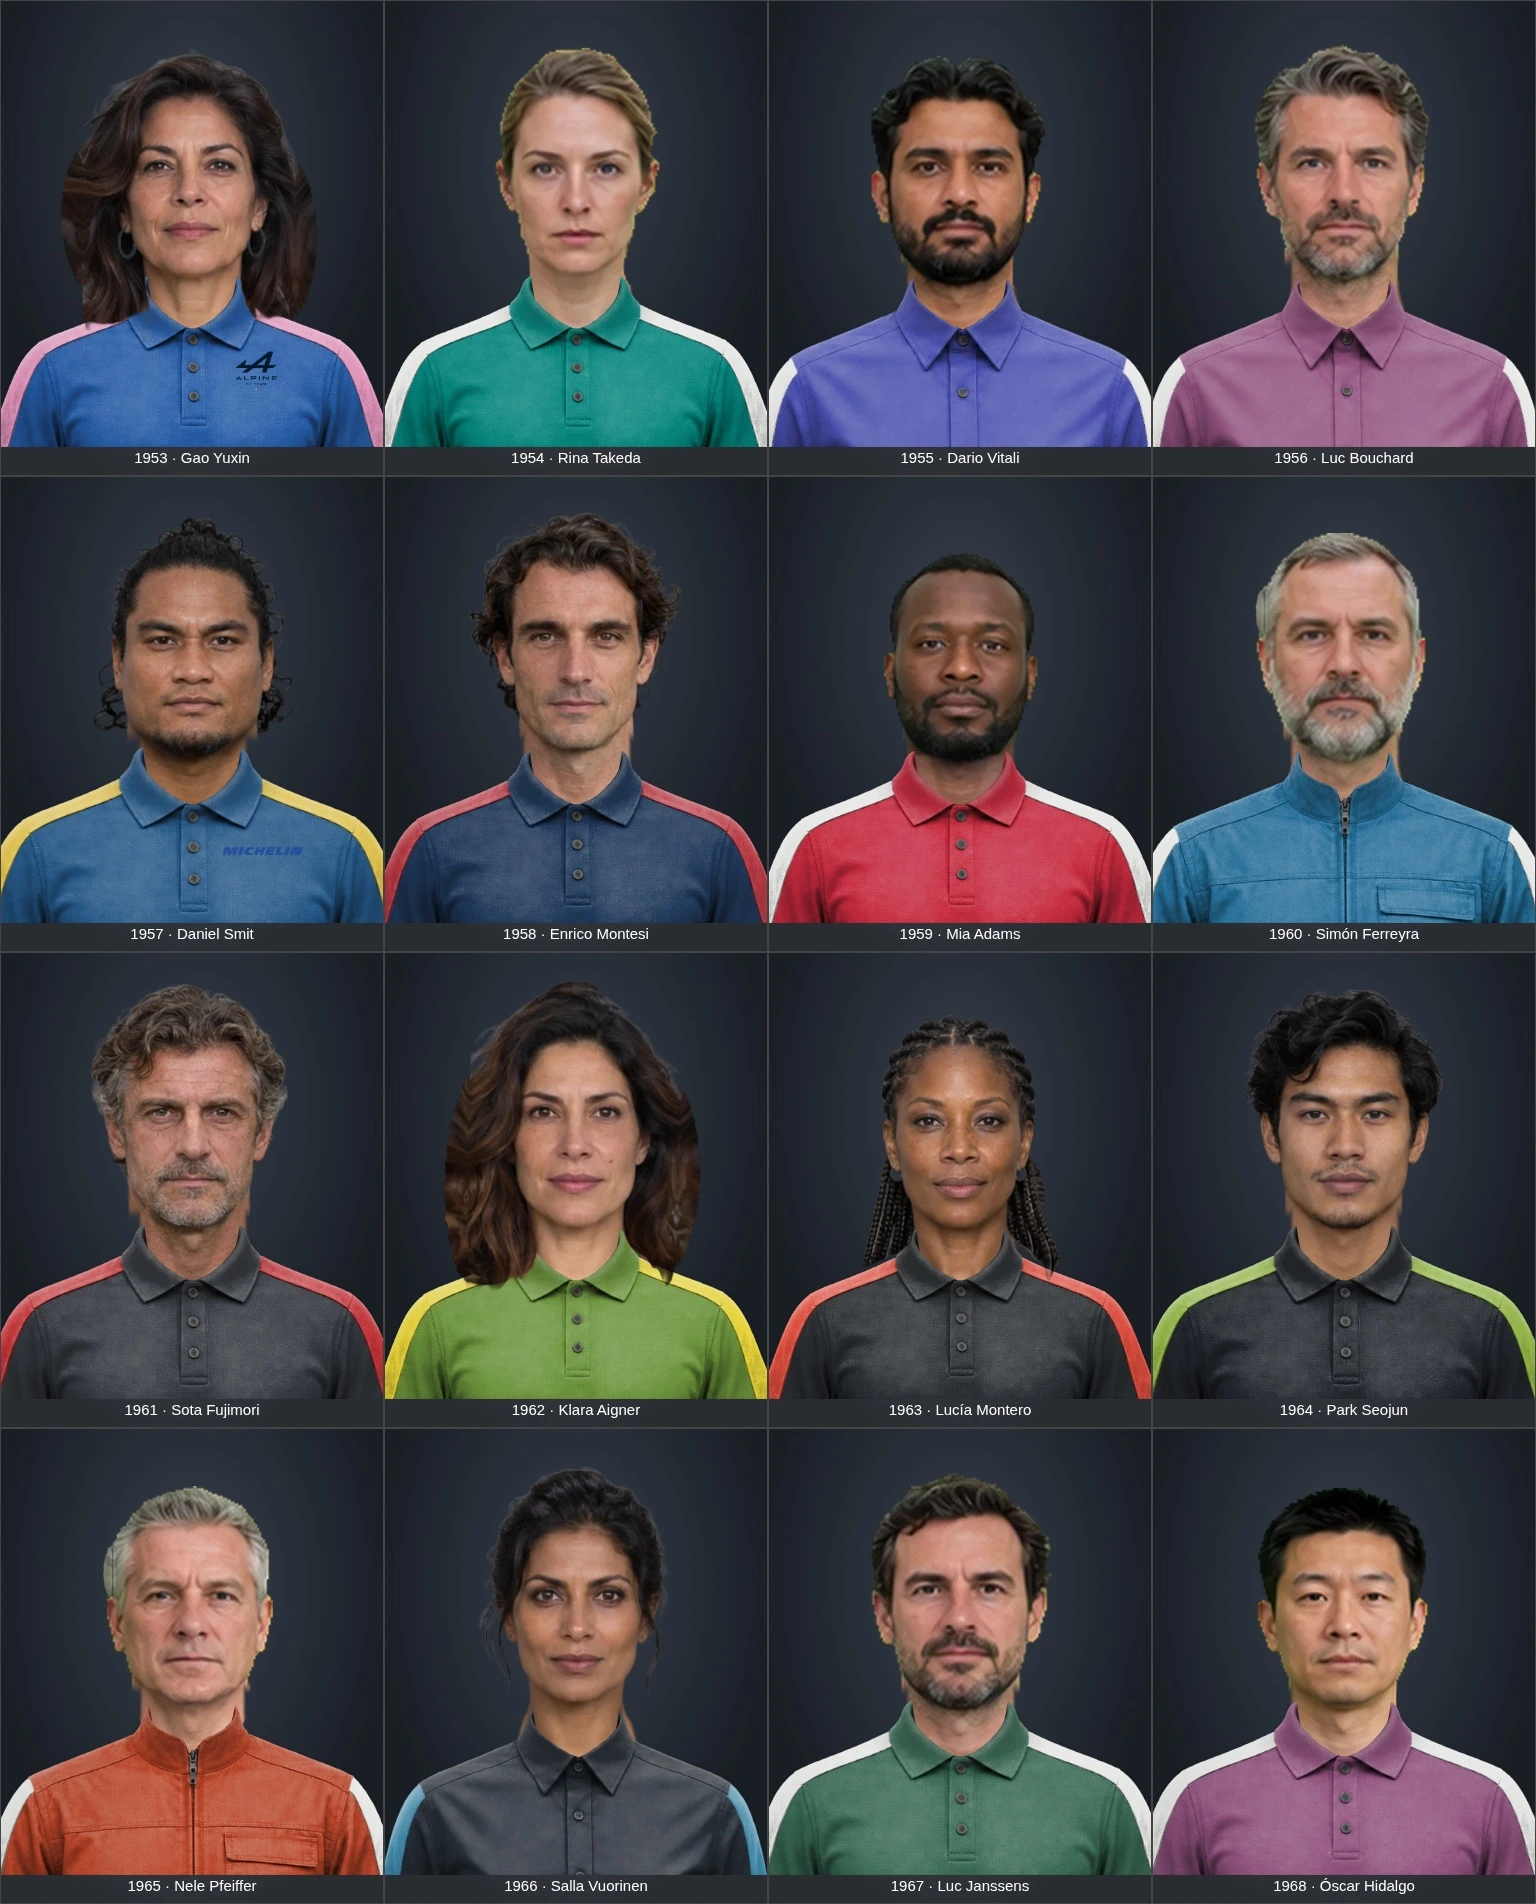 ALPINE
1953 · Gao Yuxin
1954 · Rina Takeda
1955 · Dario Vitali
1956 · Luc Bouchard
MICHELIN
1957 · Daniel Smit
1958 · Enrico Montesi
1959 · Mia Adams
1960 · Simón Ferreyra
1961 · Sota Fujimori
1962 · Klara Aigner
1963 · Lucía Montero
1964 · Park Seojun
1965 · Nele Pfeiffer
1966 · Salla Vuorinen
1967 · Luc Janssens
1968 · Óscar Hidalgo